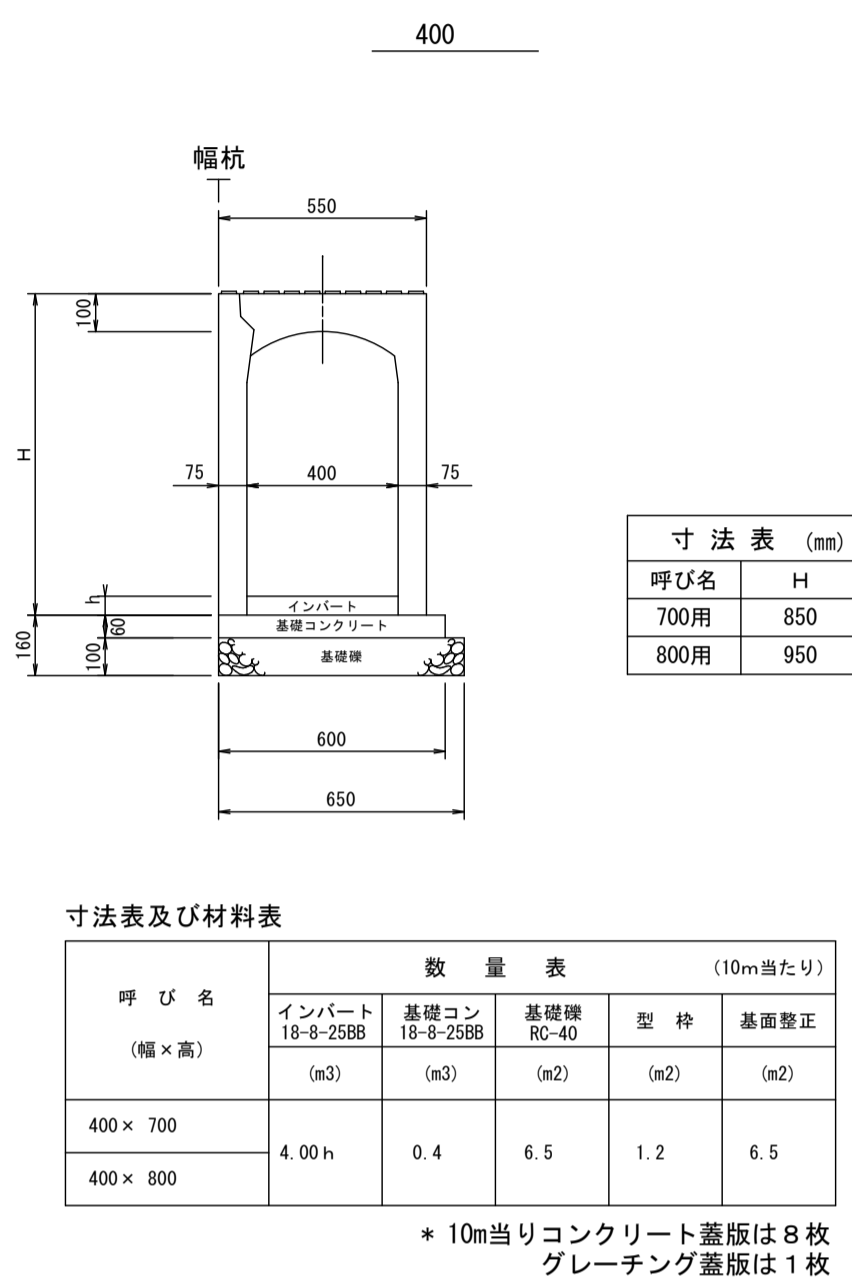 400
幅杭
550
100
H
75 400 75
h
インバート
基礎コンクリート
60
160
100
基礎礫
600
650
寸法表 (mm)
呼び名 H
700用 850
800用 950
寸法表及び材料表
数量表 (10m当たり)
呼び名
(幅×高)
インバート 基礎コン 基礎礫 型枠 基面整正
18-8-25BB 18-8-25BB RC-40
(m3) (m3) (m2) (m2) (m2)
400× 700
4.00h 0.4 6.5 1.2 6.5
400× 800
* 10m当りコンクリート蓋版は8枚
グレーチング蓋版は1枚